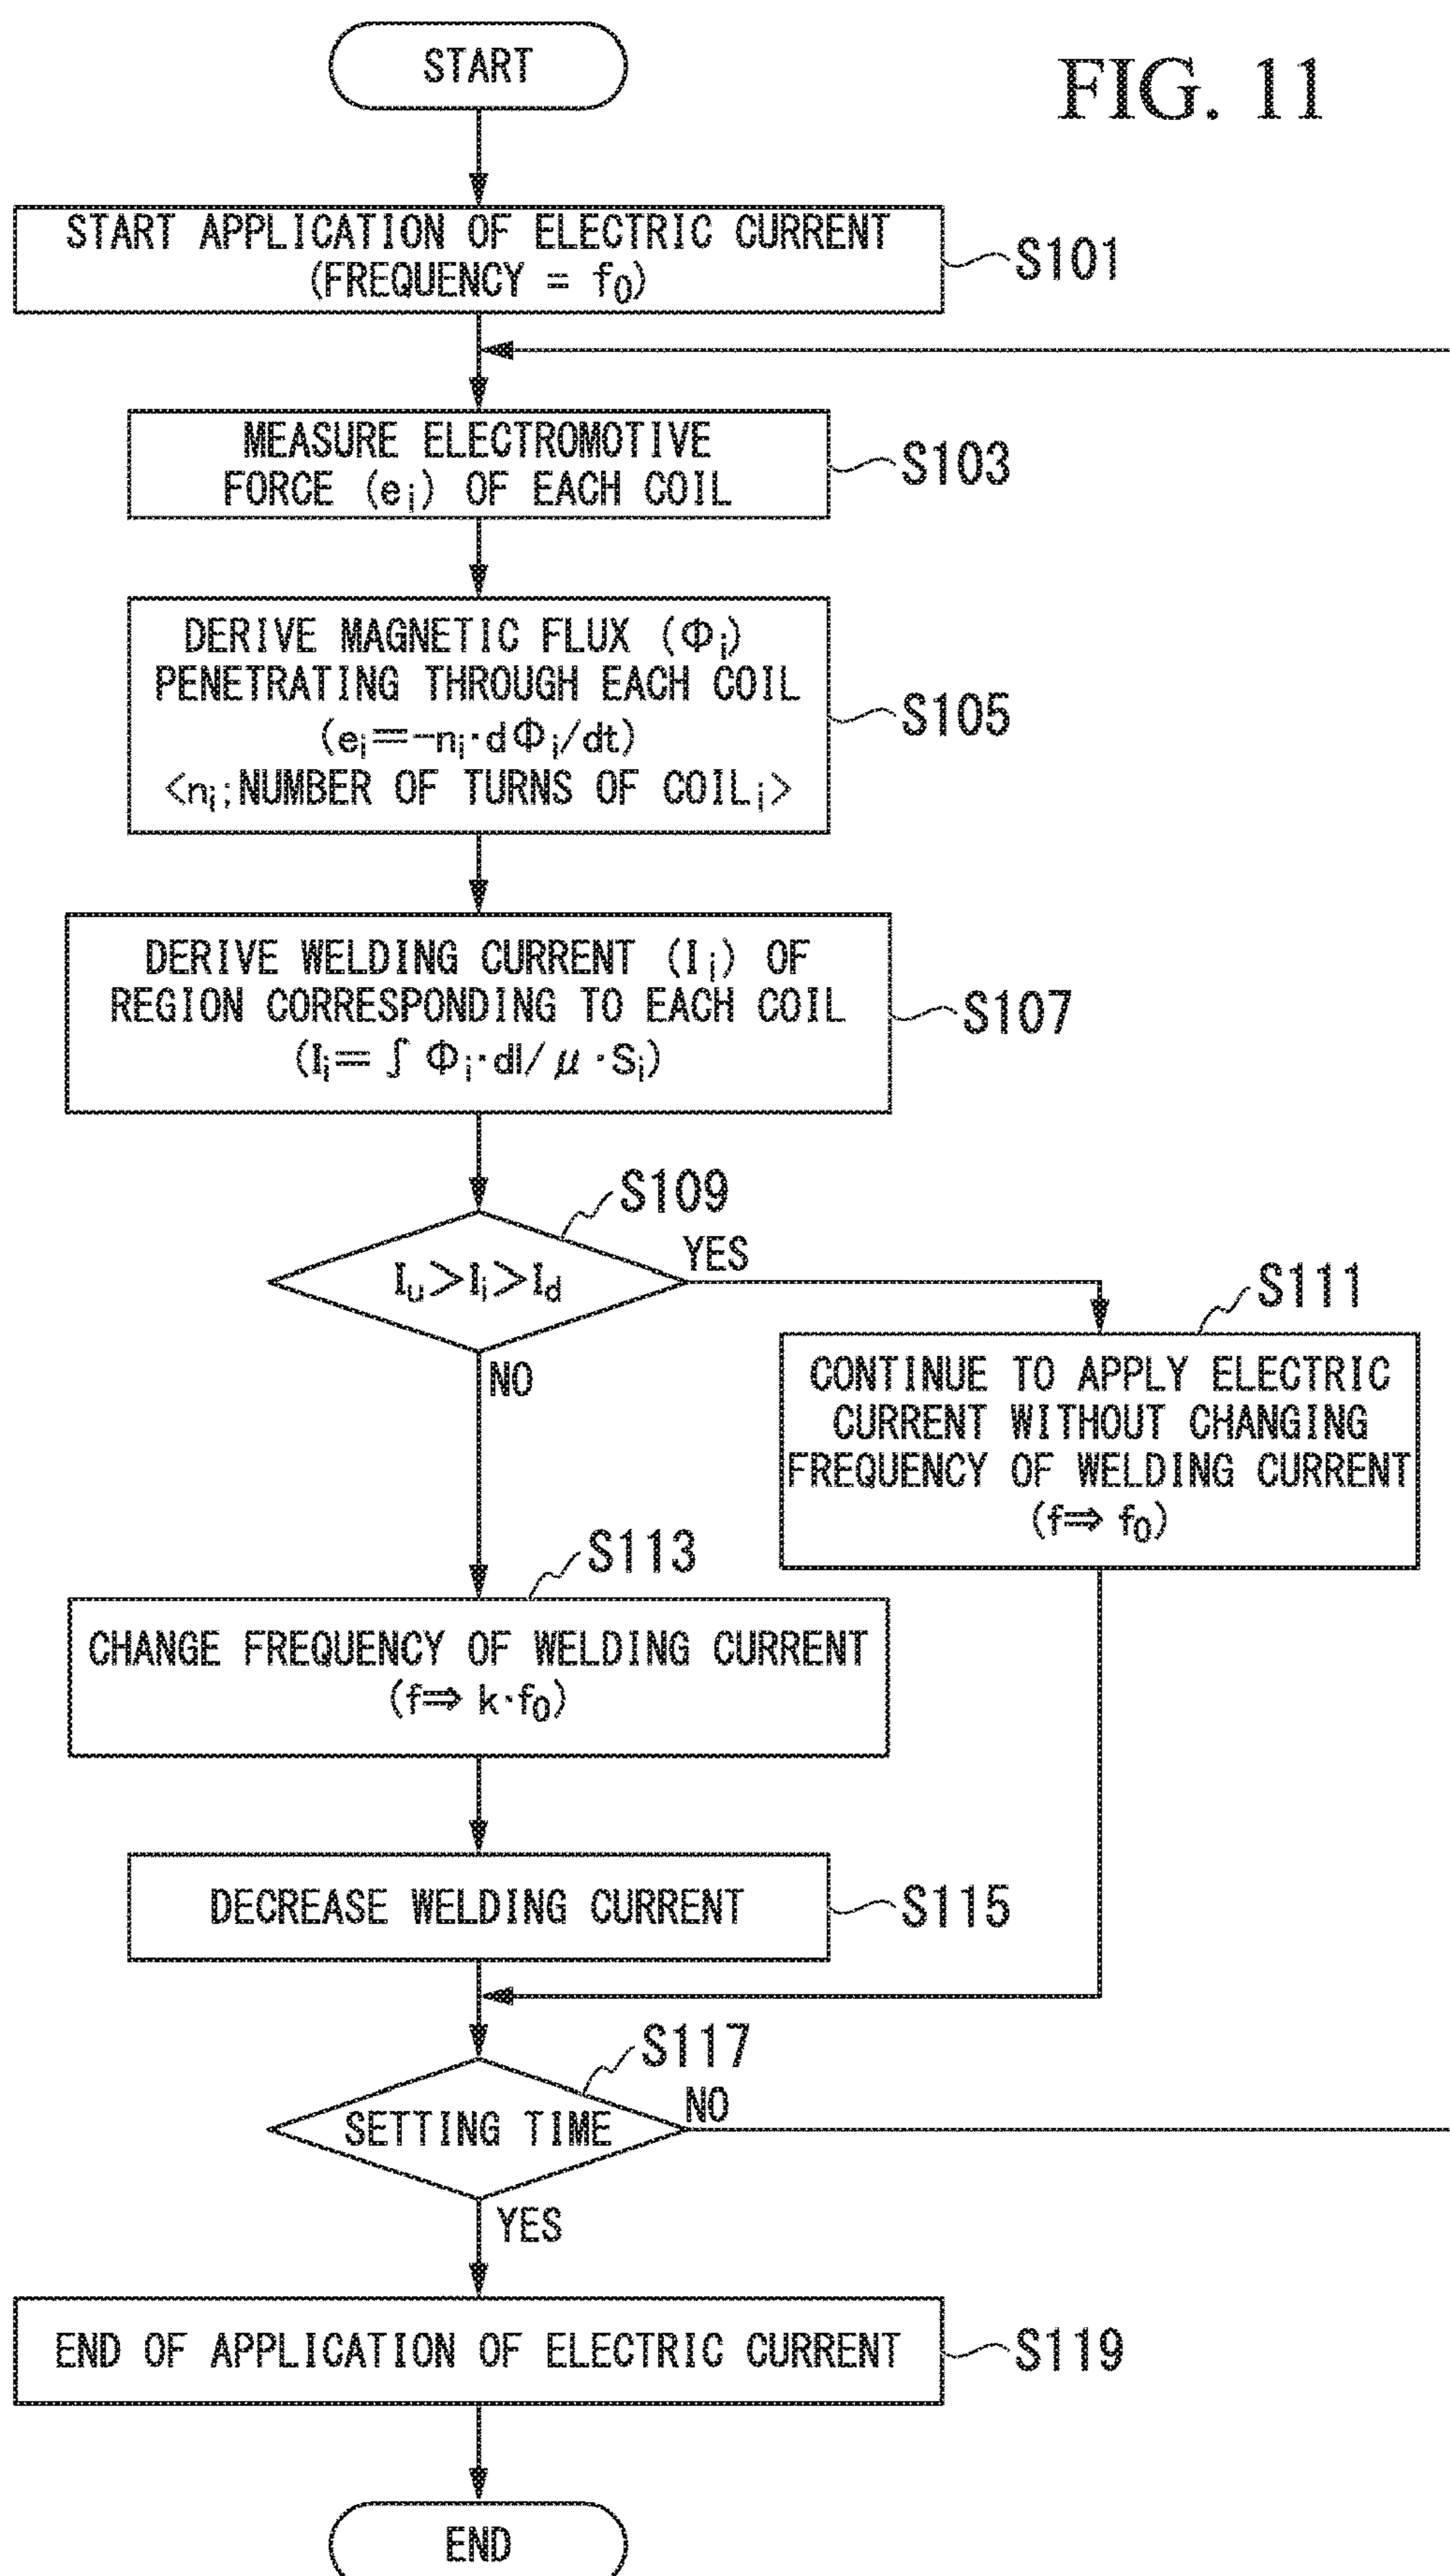 START
FIG. 11
START APPLICATION OF ELECTRIC CURRENT
(FREQUENCY = f₀)
S101
MEASURE ELECTROMOTIVE
FORCE (eᵢ) OF EACH COIL
S103
DERIVE MAGNETIC FLUX (Φᵢ)
PENETRATING THROUGH EACH COIL
(eᵢ=-nᵢ·dΦᵢ/dt)
<nᵢ;NUMBER OF TURNS OF COILᵢ>
S105
DERIVE WELDING CURRENT (Iᵢ) OF
REGION CORRESPONDING TO EACH COIL
(Iᵢ=∫Φᵢ·dl/μ·Sᵢ)
S107
S109
Iᵤ>Iᵢ>I_d
YES
NO
S111
CONTINUE TO APPLY ELECTRIC
CURRENT WITHOUT CHANGING
FREQUENCY OF WELDING CURRENT
(f⇒f₀)
S113
CHANGE FREQUENCY OF WELDING CURRENT
(f⇒k·f₀)
DECREASE WELDING CURRENT
S115
S117
SETTING TIME
NO
YES
END OF APPLICATION OF ELECTRIC CURRENT
S119
END